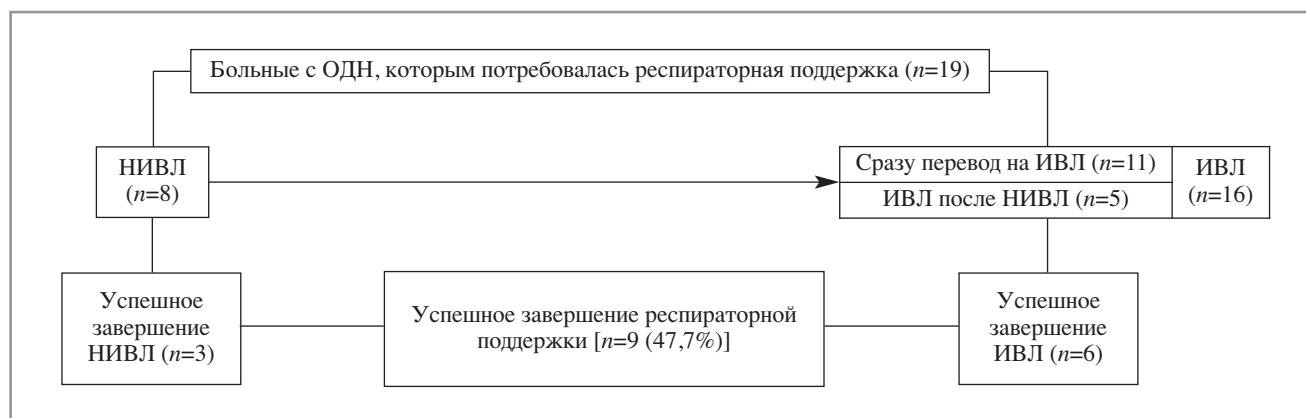 Больные с ОДН, которым потребовалась респираторная поддержка (n=19)
НИВЛ
(n=8)
Сразу перевод на ИВЛ (n=11)
ИВЛ после НИВЛ (n=5)
ИВЛ
(n=16)
Успешное
завершение
НИВЛ (n=3)
Успешное завершение респираторной
поддержки [n=9 (47,7%)]
Успешное
завершение
ИВЛ (n=6)